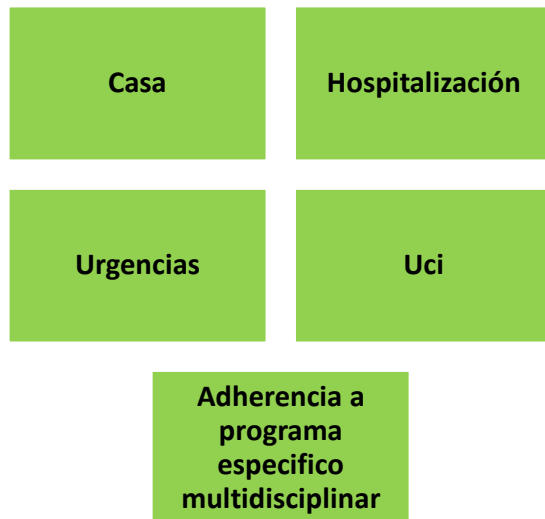 Casa
Hospitalización
Urgencias
Uci
Adherencia a
programa
especifico
multidisciplinar